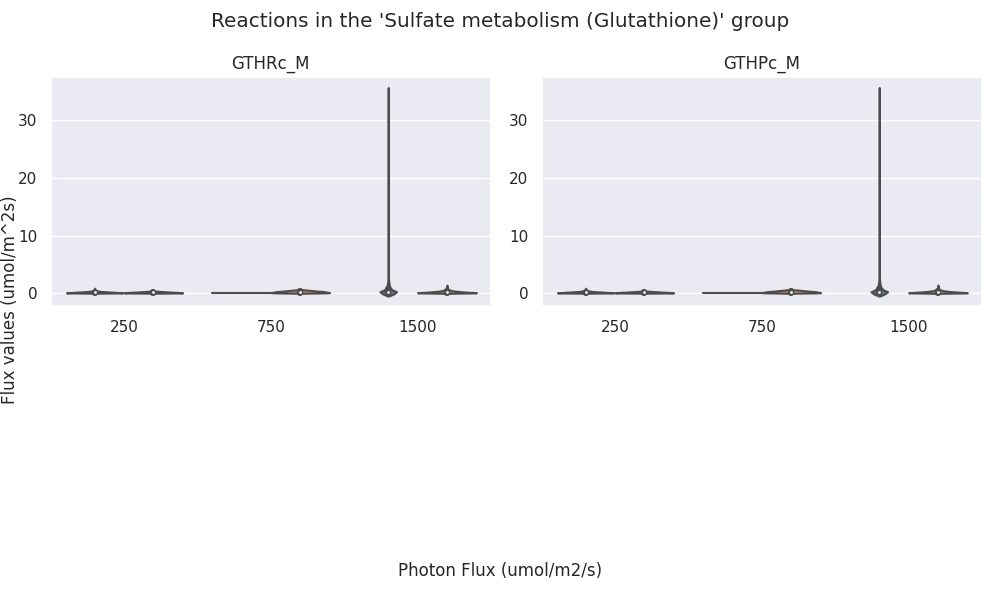 Reactions in the 'Sulfate metabolism (Glutathione)' group
GTHRc_M
GTHPc_M
30
20
10
0
250
750
1500
30
20
10
0
250
750
1500
Flux values (umol/m^2s)
Photon Flux (umol/m2/s)